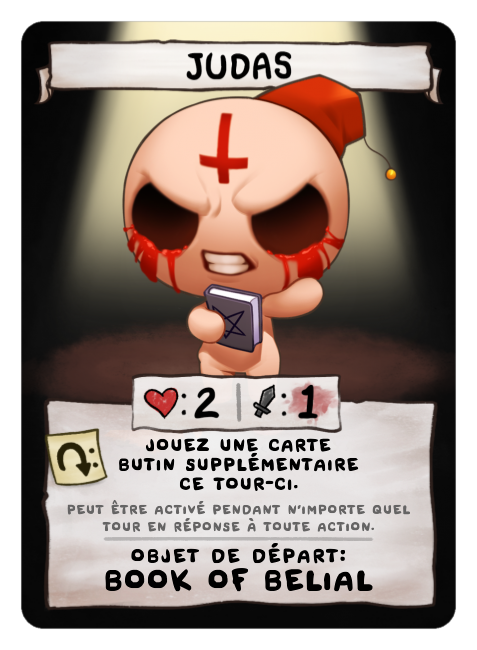 JUDAS
:2 | :1
JOUEZ UNE CARTE
BUTIN SUPPLÉMENTAIRE
CE TOUR-CI.
PEUT ÊTRE ACTIVÉ PENDANT N'IMPORTE QUEL
TOUR EN RÉPONSE À TOUTE ACTION.
OBJET DE DÉPART:
BOOK OF BELIAL